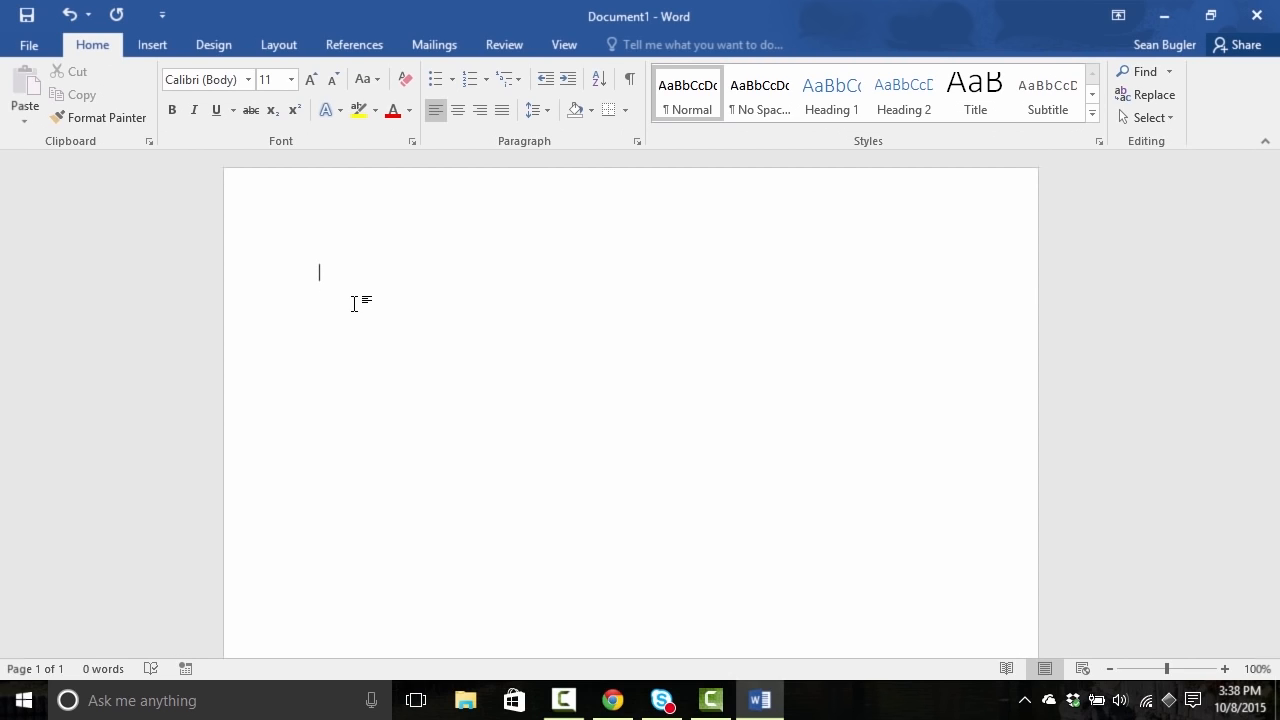 Document1 - Word
File Home Insert Design Layout References Mailings Review View Tell me what you want to do... Sean Bugler Share
Paste
Cut
Copy
Format Painter
Clipboard
Calibri (Body) 11 Aa
B I U abc x₂ x² A ab A
Font
Paragraph
AaBbCcDc AaBbCcDc AaBbCc AaBbCcD AaB AaBbCcD
¶ Normal ¶ No Spac... Heading 1 Heading 2 Title Subtitle
Styles
Find
Replace
Select
Editing
Page 1 of 1 0 words 100%
Ask me anything
3:38 PM
10/8/2015